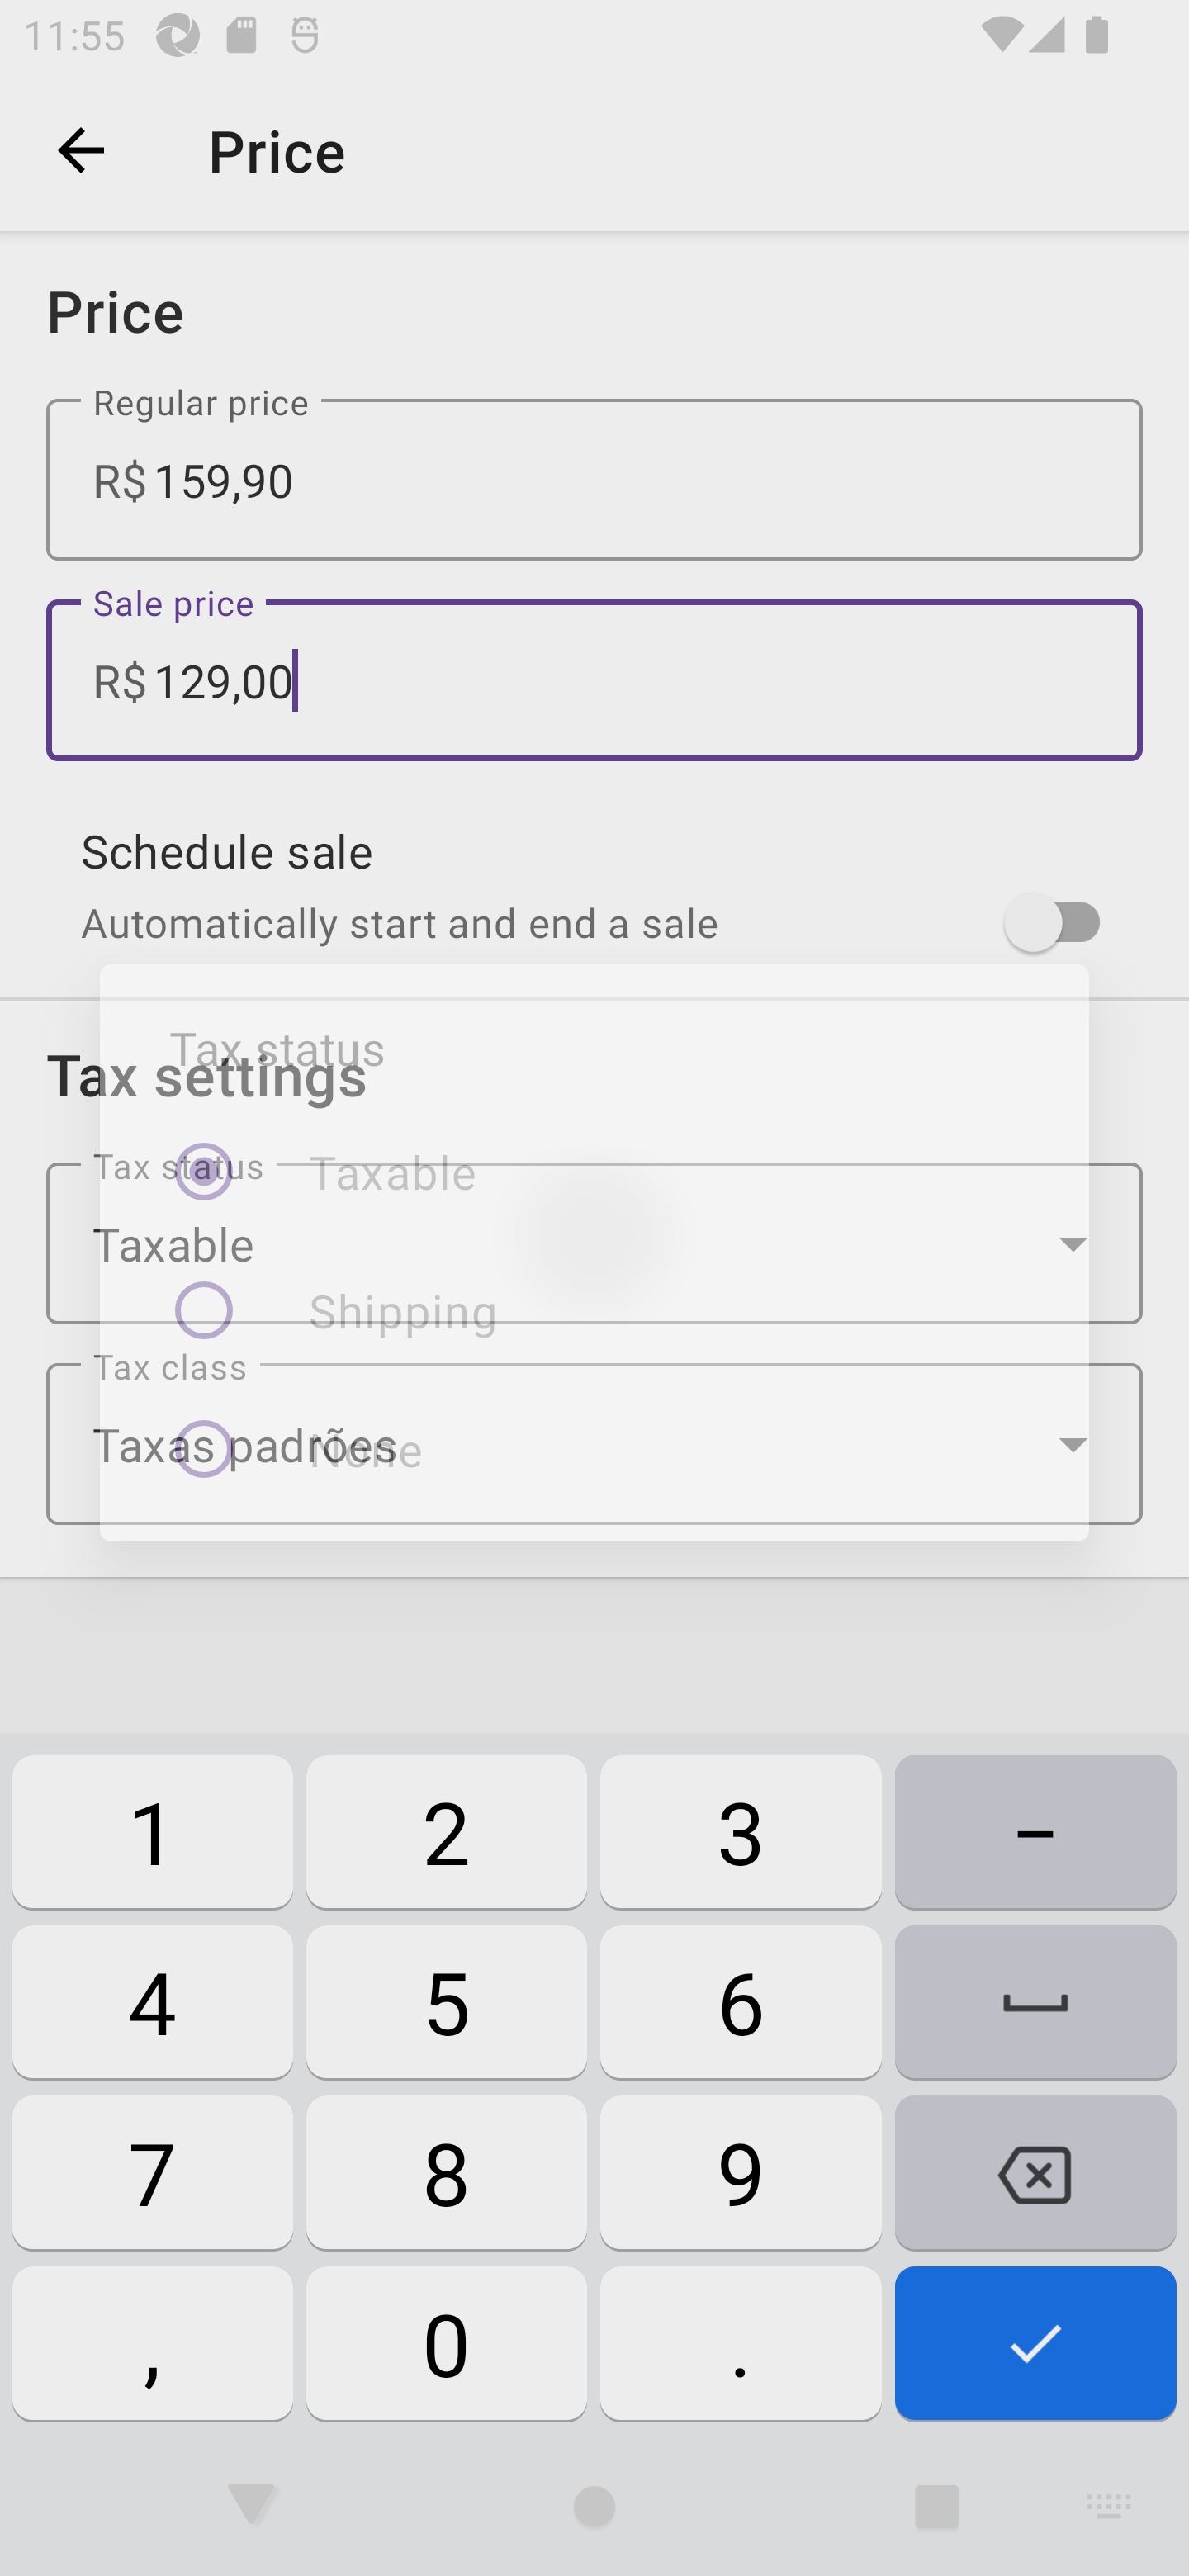 11:55
Price
Price
Regular price
R$ 159,90
Sale price
R$ 129,00
Schedule sale
Automatically start and end a sale
Tax status
Tax settings
Tax status
Taxable
Taxable
Shipping
Tax class
Taxas padrões
None
1 2 3 –
4 5 6
7 8 9
, 0 .